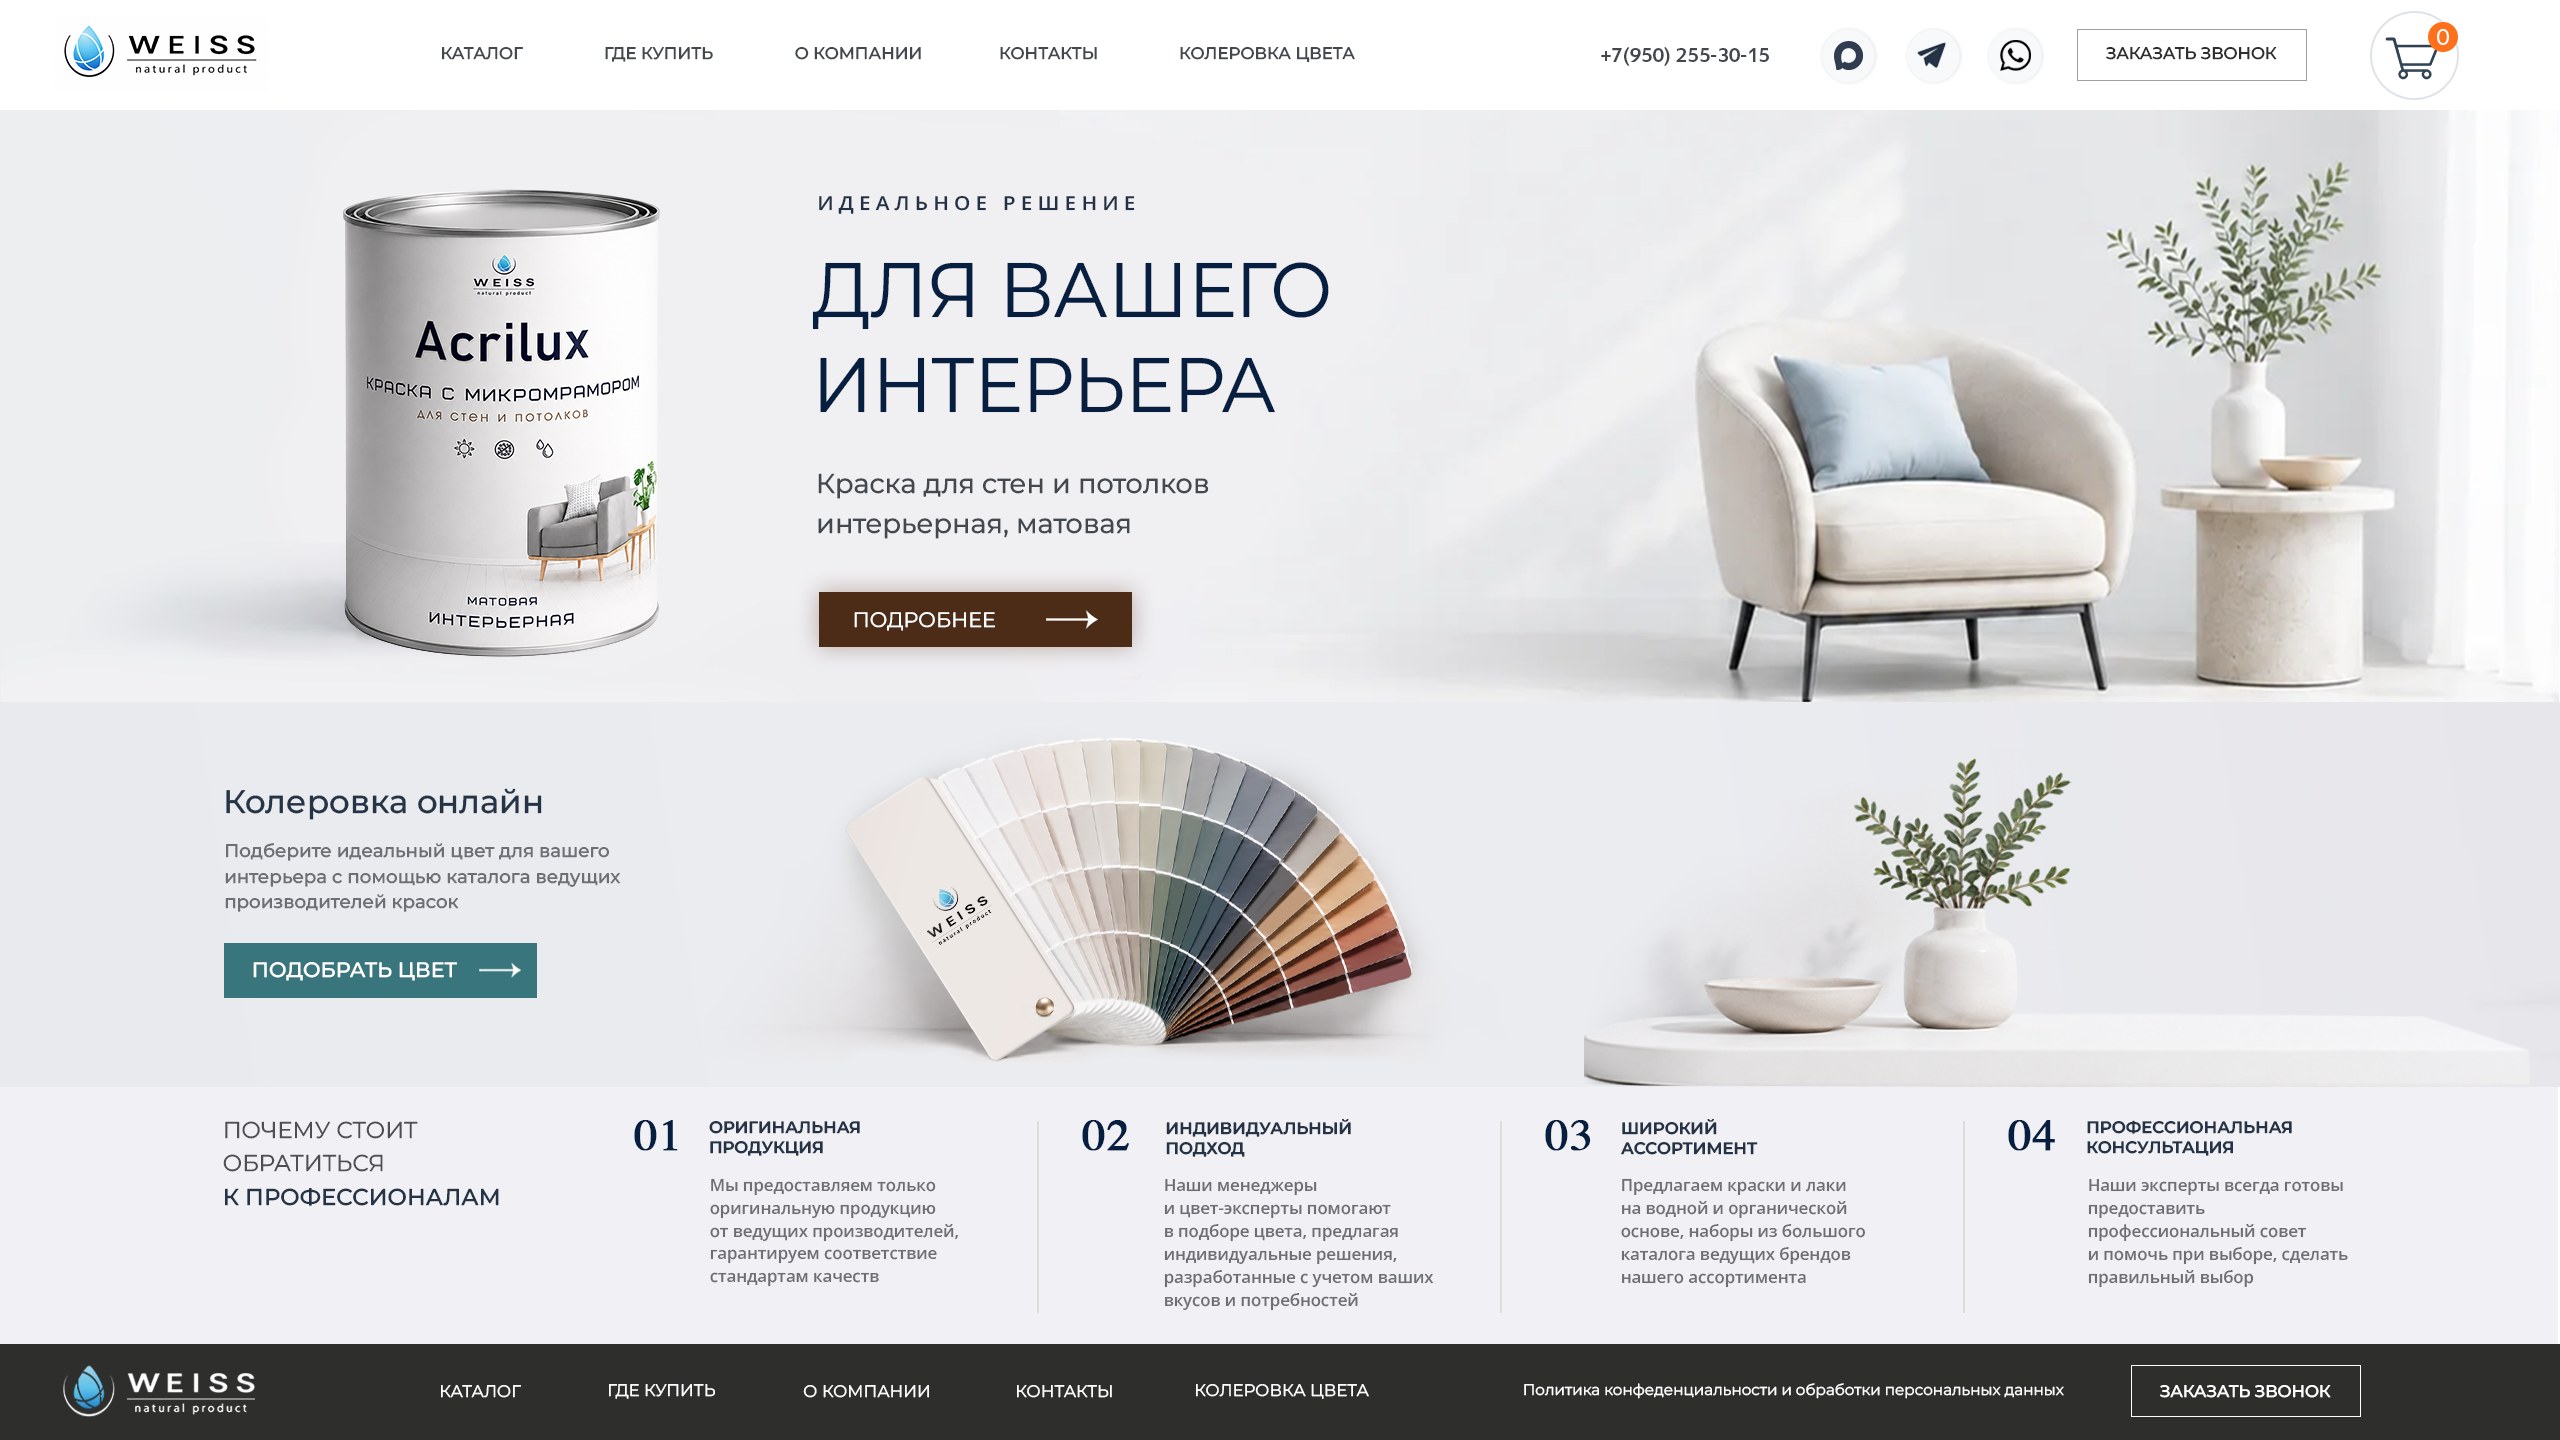 WEISS
natural product
КАТАЛОГ
ГДЕ КУПИТЬ
О КОМПАНИИ
КОНТАКТЫ
КОЛЕРОВКА ЦВЕТА
+7(950) 255-30-15
ЗАКАЗАТЬ ЗВОНОК
0
WEISS
natural product
Acrilux
КРАСКА С МИКРОМРАМОРОМ
ДЛЯ СТЕН И ПОТОЛКОВ
МАТОВАЯ
ИНТЕРЬЕРНАЯ
ИДЕАЛЬНОЕ РЕШЕНИЕ
ДЛЯ ВАШЕГО
ИНТЕРЬЕРА
Краска для стен и потолков
интерьерная, матовая
ПОДРОБНЕЕ
Колеровка онлайн
Подберите идеальный цвет для вашего
интерьера с помощью каталога ведущих
производителей красок
ПОДОБРАТЬ ЦВЕТ
WEISS
natural product
ПОЧЕМУ СТОИТ
ОБРАТИТЬСЯ
К ПРОФЕССИОНАЛАМ
01
ОРИГИНАЛЬНАЯ
ПРОДУКЦИЯ
Мы предоставляем только
оригинальную продукцию
от ведущих производителей,
гарантируем соответствие
стандартам качеств
02
ИНДИВИДУАЛЬНЫЙ
ПОДХОД
Наши менеджеры
и цвет-эксперты помогают
в подборе цвета, предлагая
индивидуальные решения,
разработанные с учетом ваших
вкусов и потребностей
03
ШИРОКИЙ
АССОРТИМЕНТ
Предлагаем краски и лаки
на водной и органической
основе, наборы из большого
каталога ведущих брендов
нашего ассортимента
04
ПРОФЕССИОНАЛЬНАЯ
КОНСУЛЬТАЦИЯ
Наши эксперты всегда готовы
предоставить
профессиональный совет
и помочь при выборе, сделать
правильный выбор
WEISS
natural product
КАТАЛОГ
ГДЕ КУПИТЬ
О КОМПАНИИ
КОНТАКТЫ
КОЛЕРОВКА ЦВЕТА
Политика конфеденциальности и обработки персональных данных
ЗАКАЗАТЬ ЗВОНОК